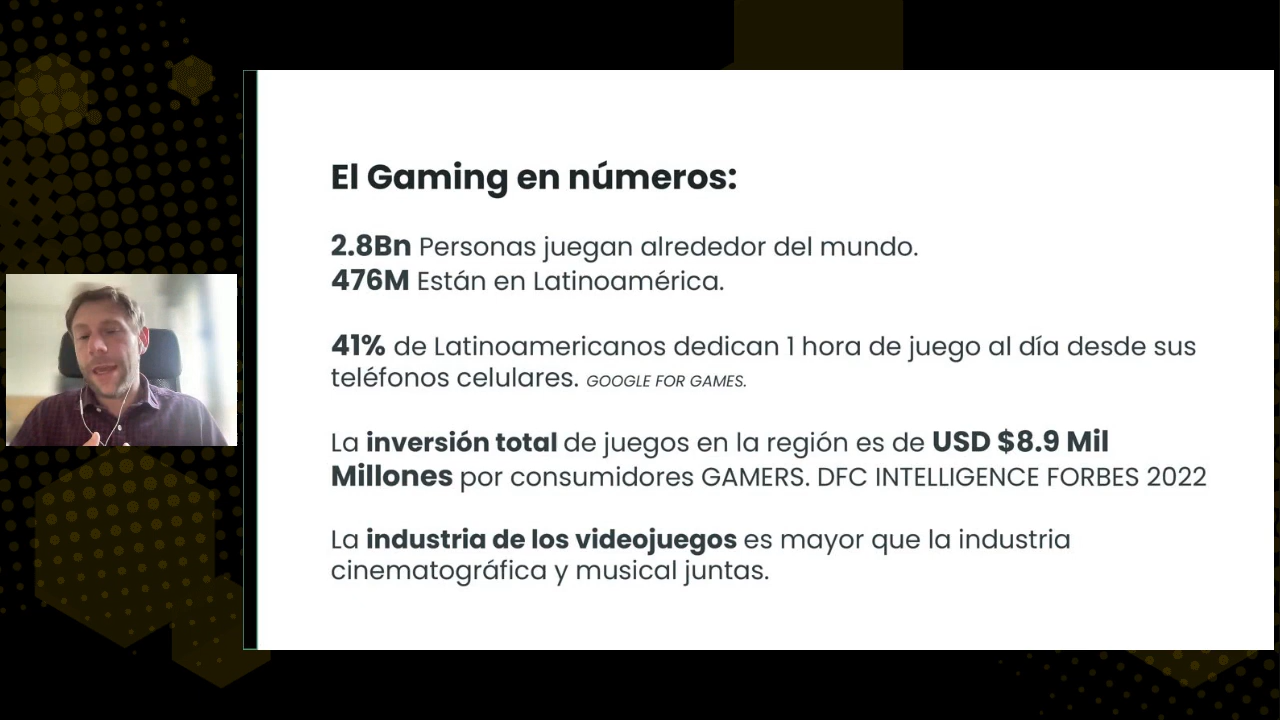 El Gaming en números:
2.8Bn Personas juegan alrededor del mundo.
476M Están en Latinoamérica.
41% de Latinoamericanos dedican 1 hora de juego al día desde sus
teléfonos celulares. GOOGLE FOR GAMES.
La inversión total de juegos en la región es de USD $8.9 Mil
Millones por consumidores GAMERS. DFC INTELLIGENCE FORBES 2022
La industria de los videojuegos es mayor que la industria
cinematográfica y musical juntas.